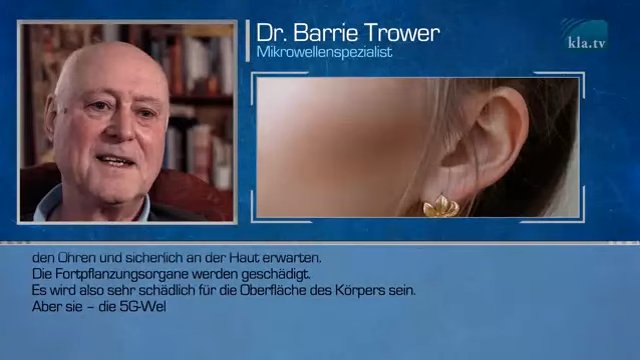 Dr. Barrie Trower
Mikrowellenspezialist
kla.tv
den Ohren und sicherlich an der Haut erwarten.
Die Fortpflanzungsorgane werden geschädigt.
Es wird also sehr schädlich für die Oberfläche des Körpers sein.
Aber sie – die 5G-Wel